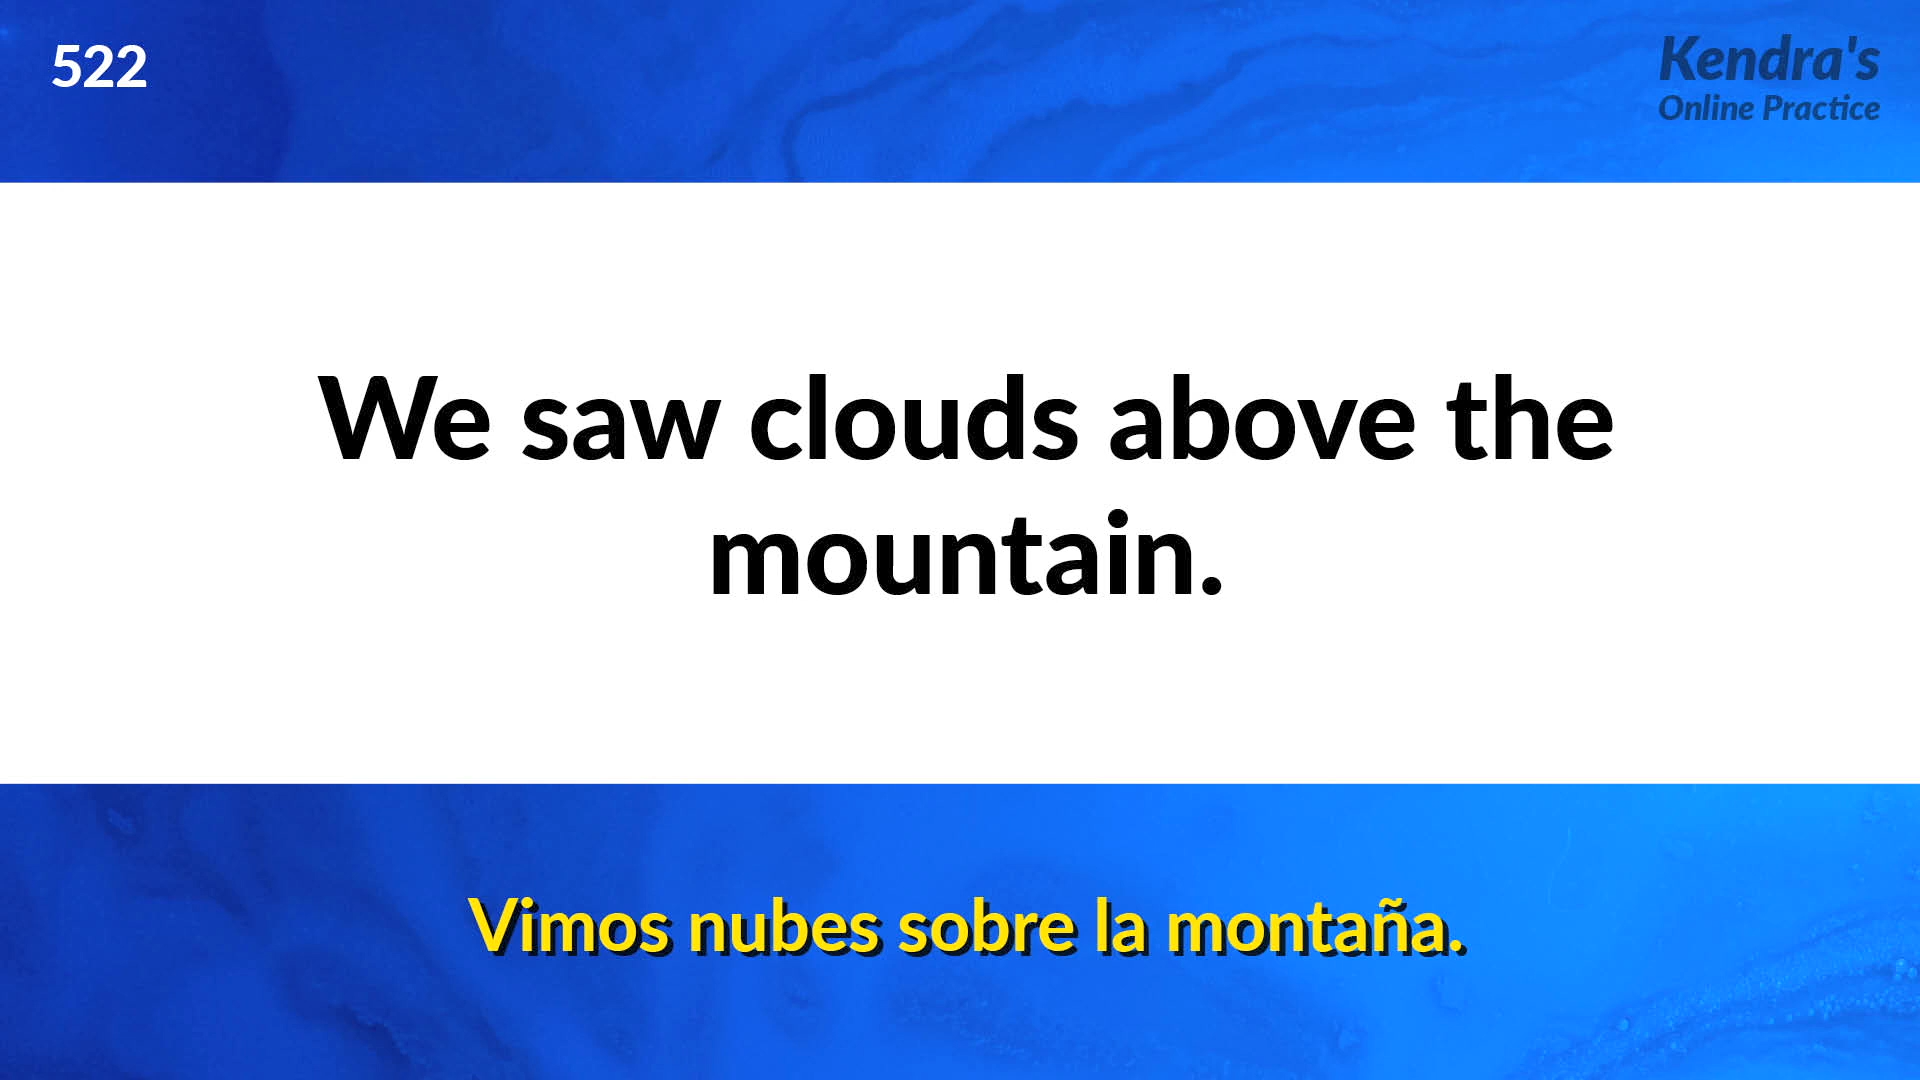 522
Kendra's
Online Practice
We saw clouds above the
mountain.
Vimos nubes sobre la montaña.